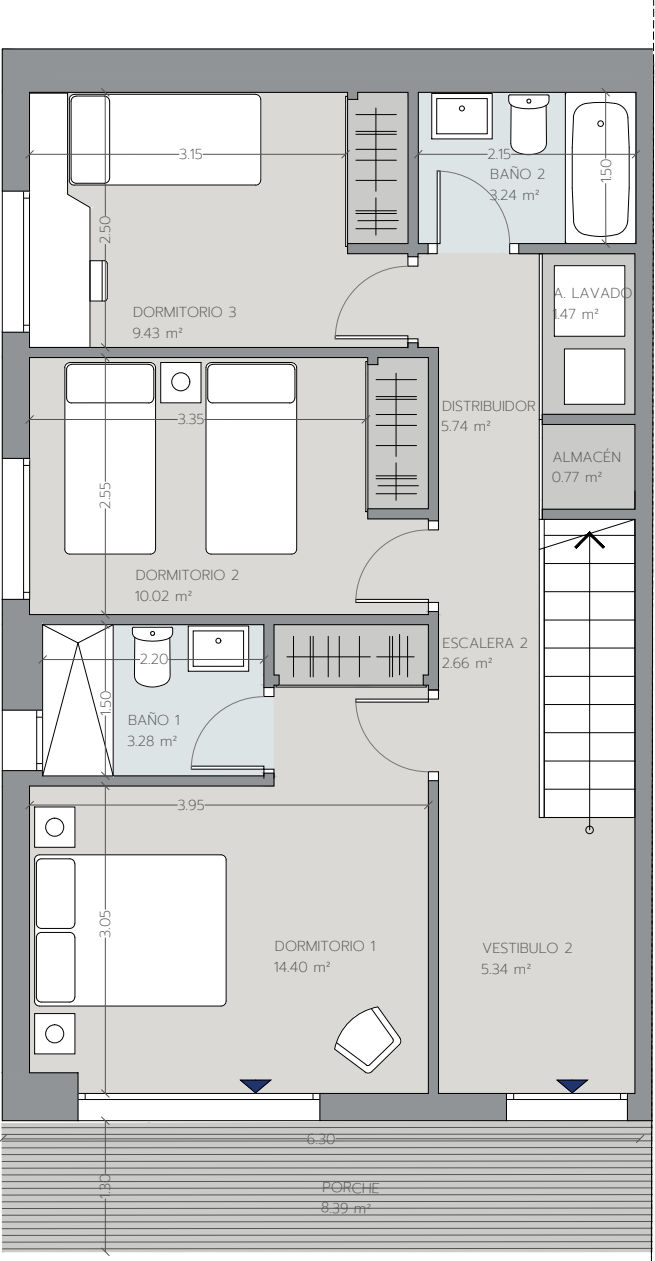 3.15
2.15
BAÑO 2
3.24 m²
1.50
2.50
A. LAVADO
1.47 m²
DORMITORIO 3
9.43 m²
3.35
DISTRIBUIDOR
5.74 m²
ALMACÉN
0.77 m²
2.55
DORMITORIO 2
10.02 m²
ESCALERA 2
2.66 m²
2.20
1.50
BAÑO 1
3.28 m²
3.95
3.05
DORMITORIO 1
14.40 m²
VESTIBULO 2
5.34 m²
6.30
1.30
PORCHE
8.39 m²